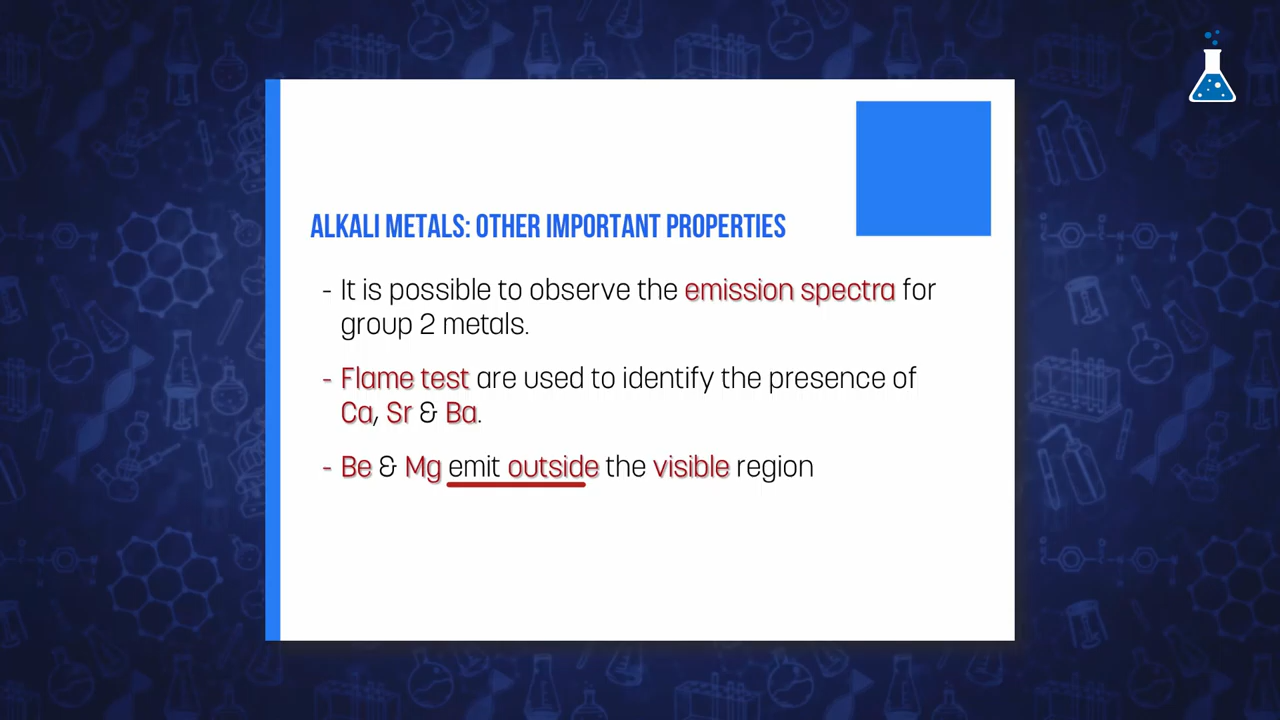 ALKALI METALS: OTHER IMPORTANT PROPERTIES
- It is possible to observe the emission spectra for
group 2 metals.
- Flame test are used to identify the presence of
Ca, Sr & Ba.
- Be & Mg emit outside the visible region